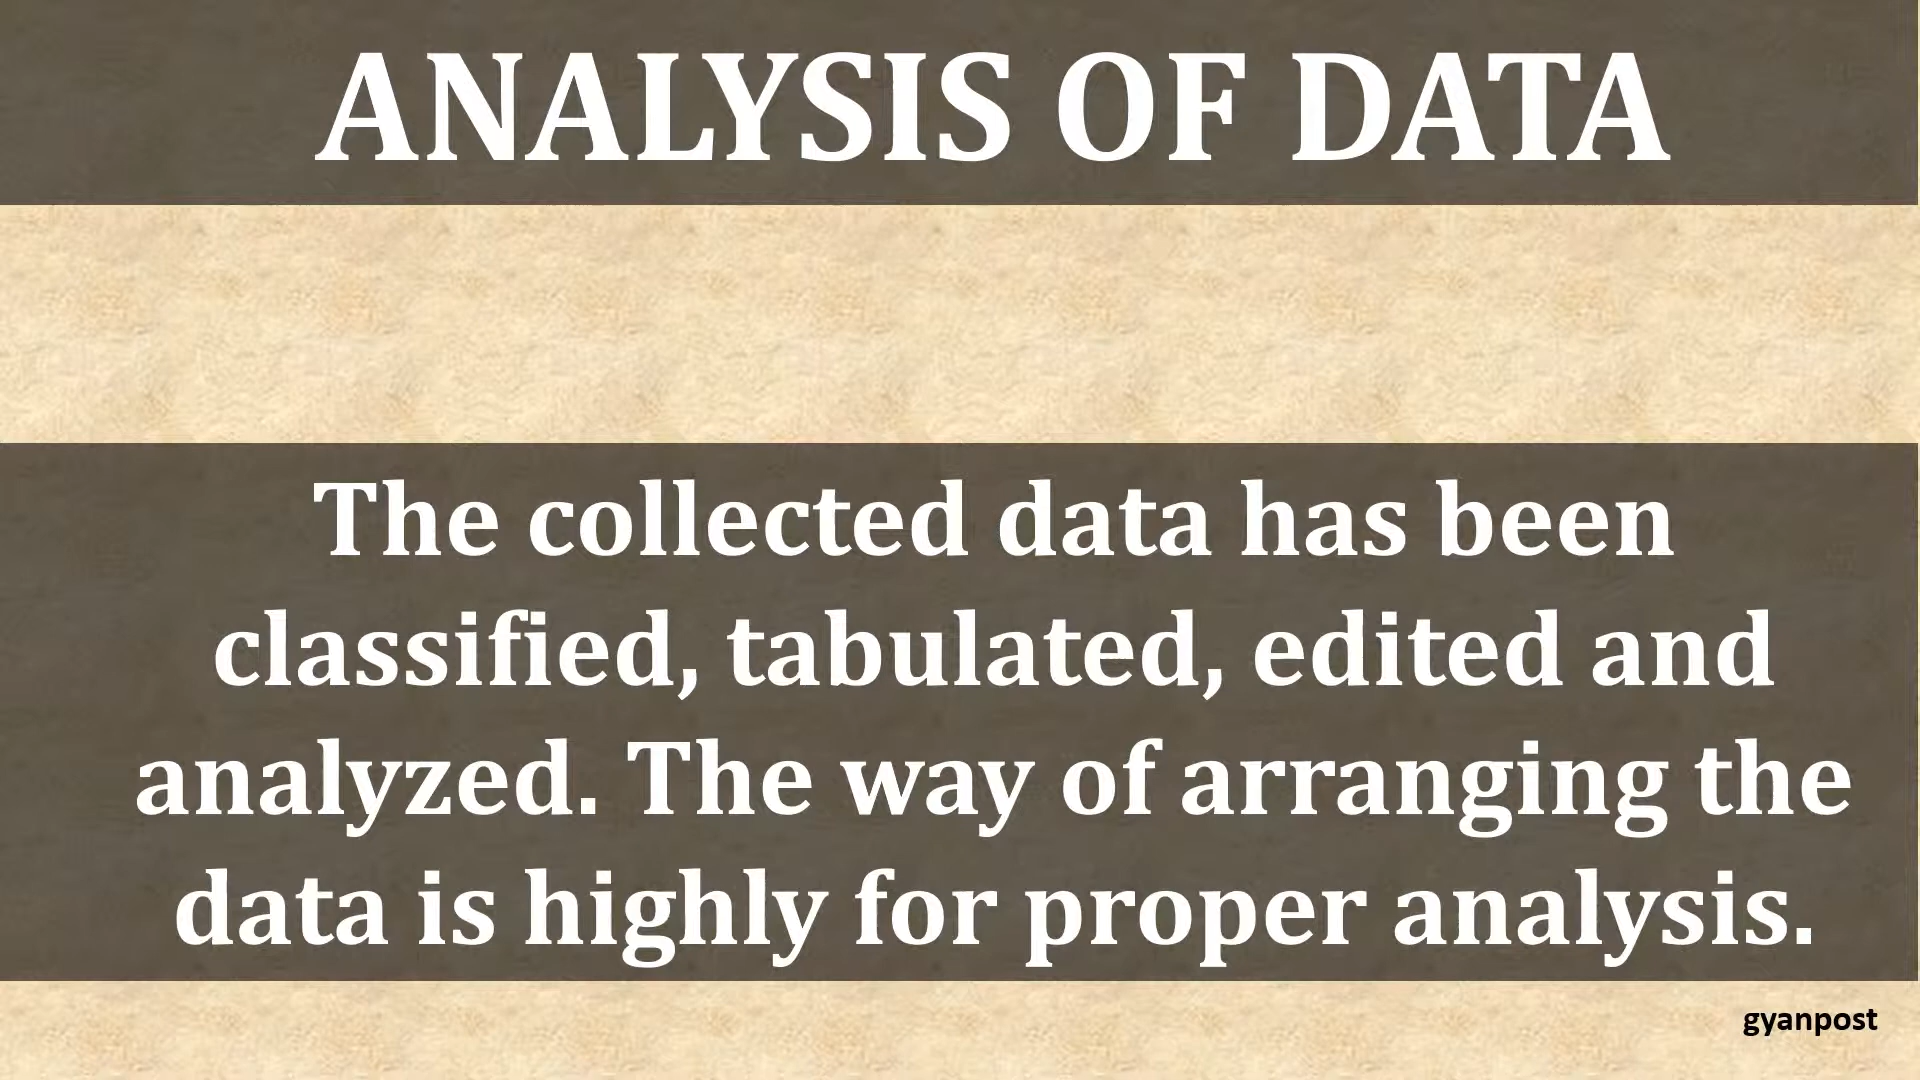 ANALYSIS OF DATA
The collected data has been
classified, tabulated, edited and
analyzed. The way of arranging the
data is highly for proper analysis.
gyanpost